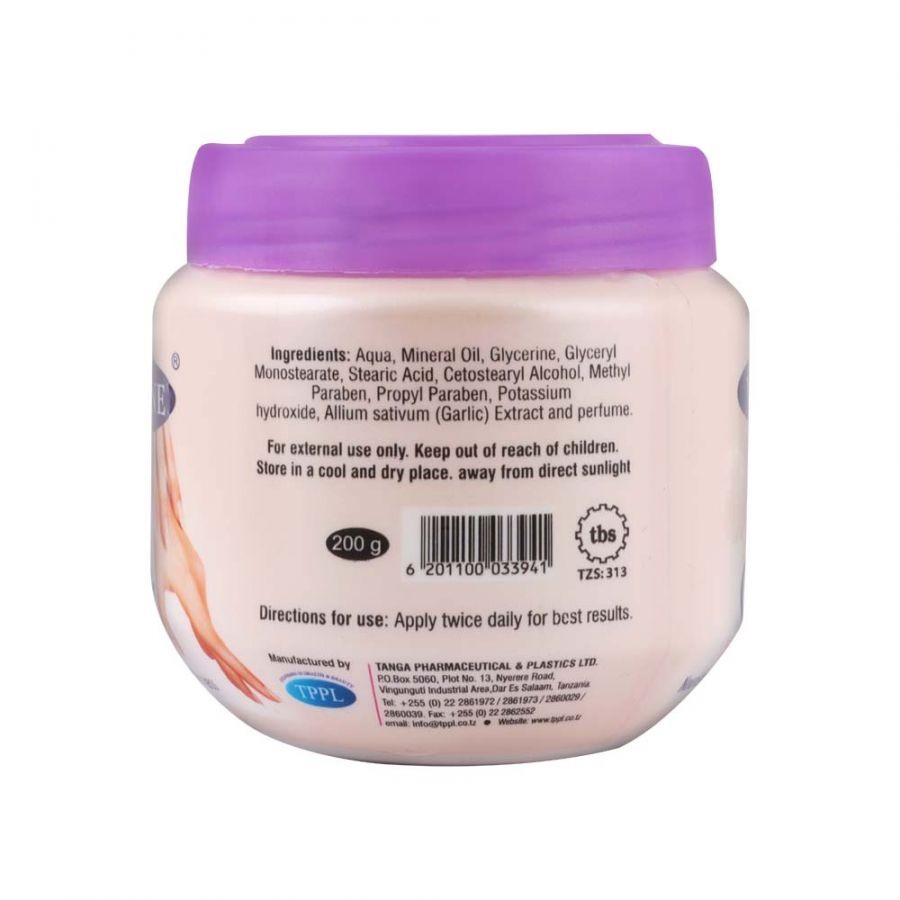 ®
NE
Ingredients: Aqua, Mineral Oil, Glycerine, Glyceryl
Monostearate, Stearic Acid, Cetostearyl Alcohol, Methyl
Paraben, Propyl Paraben, Potassium
hydroxide, Allium sativum (Garlic) Extract and perfume.
For external use only. Keep out of reach of children.
Store in a cool and dry place. away from direct sunlight
200 g
6 201100 033941
tbs
TZS: 313
Directions for use: Apply twice daily for best results.
Manufactured by
TPPL
TANGA PHARMACEUTICAL & PLASTICS LTD.
P.O.Box 5060, Plot No. 13, Nyerere Road,
Vingunguti Industrial Area,Dar Es Salaam, Tanzania.
Tel: +255 (0) 22 2861972 / 2861973 / 2860029 /
2860039. Fax: +255 (0) 22 2862552
email: info@tppl.co.tz ● Website: www.tppl.co.tz